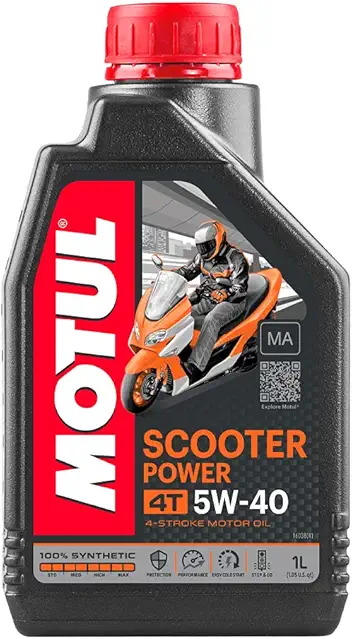 MOTUL®
MA
Explore Motul®
SCOOTER
POWER
4T 5W-40
4-STROKE MOTOR OIL
100% SYNTHETIC
STD MED HIGH MAX
PROTECTION
PERFORMANCE
EASY COLD START
STOP & GO
1L
(1.05 U.S. qt)